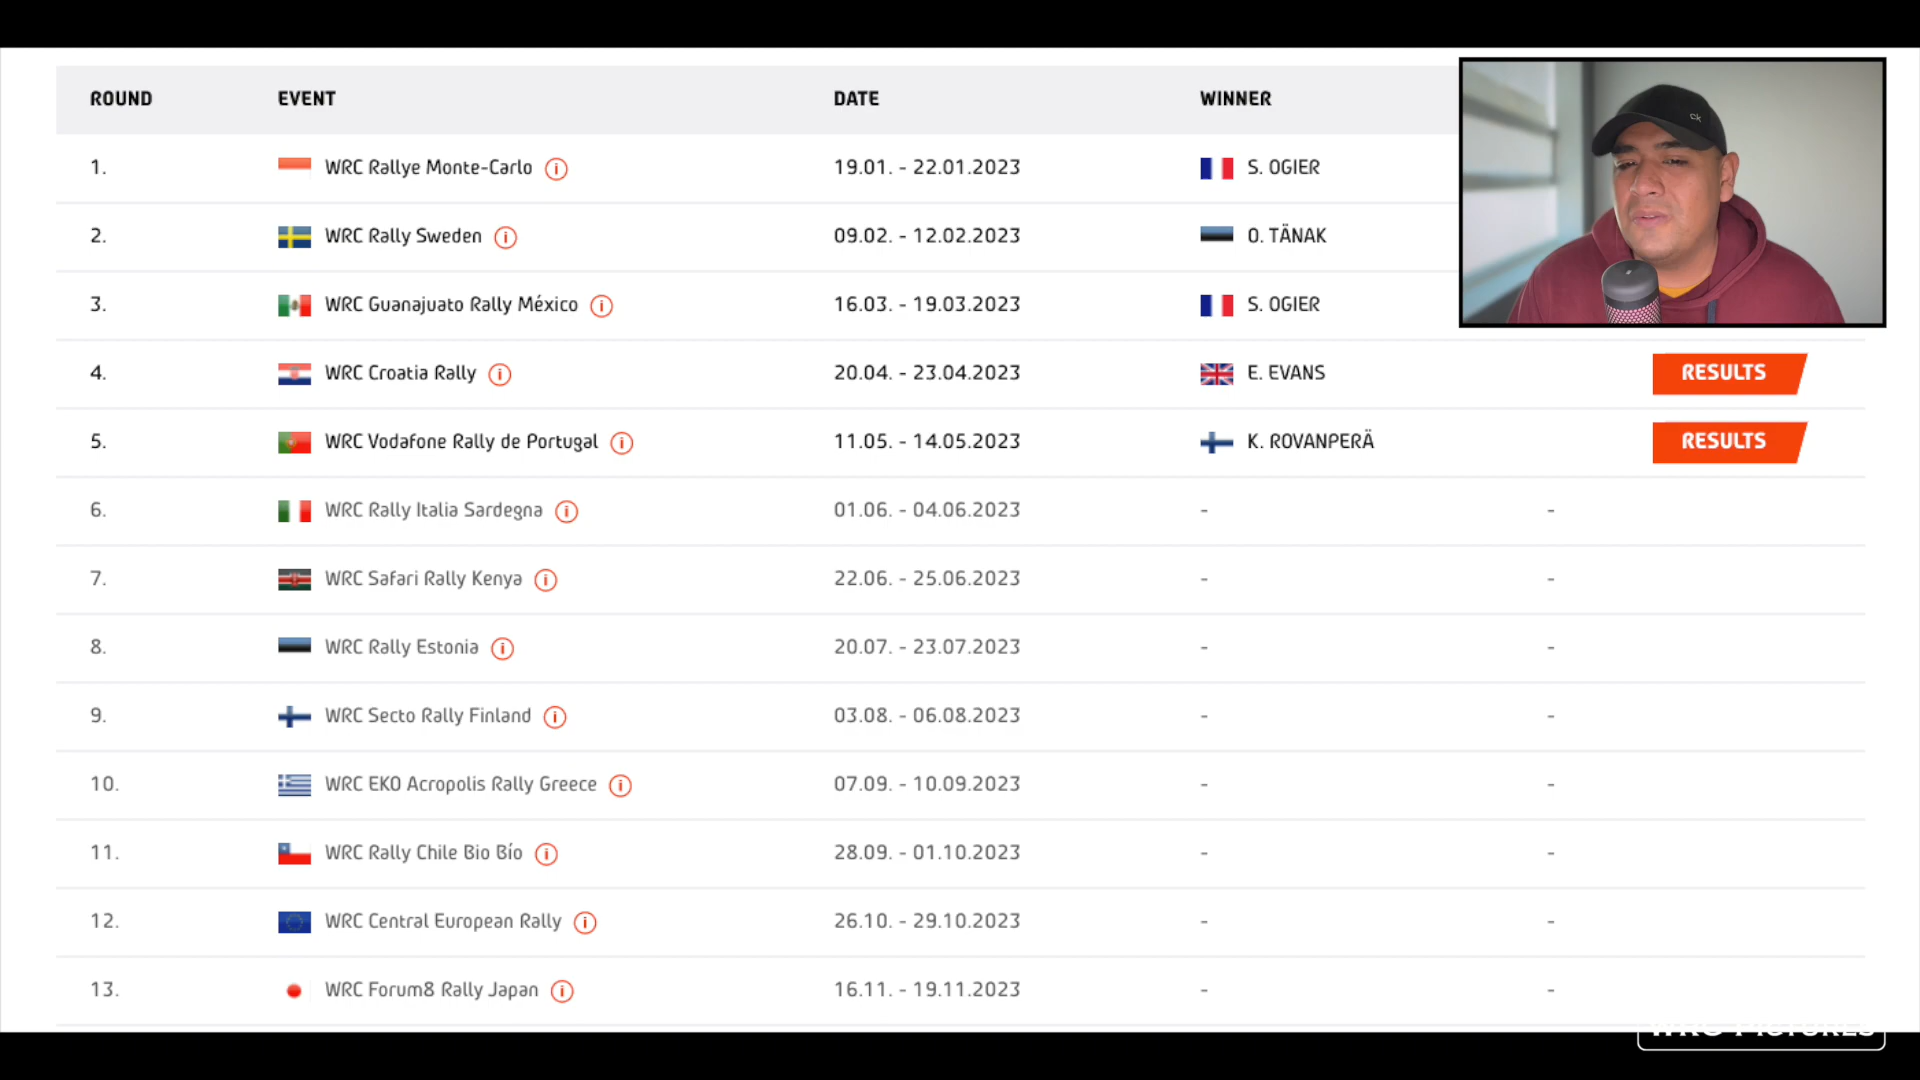 ROUND EVENT DATE WINNER
1. WRC Rallye Monte-Carlo i 19.01. - 22.01.2023 S. OGIER
2. WRC Rally Sweden i 09.02. - 12.02.2023 O. TÄNAK
3. WRC Guanajuato Rally México i 16.03. - 19.03.2023 S. OGIER
4. WRC Croatia Rally i 20.04. - 23.04.2023 E. EVANS RESULTS
5. WRC Vodafone Rally de Portugal i 11.05. - 14.05.2023 K. ROVANPERÄ RESULTS
6. WRC Rally Italia Sardegna i 01.06. - 04.06.2023 - -
7. WRC Safari Rally Kenya i 22.06. - 25.06.2023 - -
8. WRC Rally Estonia i 20.07. - 23.07.2023 - -
9. WRC Secto Rally Finland i 03.08. - 06.08.2023 - -
10. WRC EKO Acropolis Rally Greece i 07.09. - 10.09.2023 - -
11. WRC Rally Chile Bio Bío i 28.09. - 01.10.2023 - -
12. WRC Central European Rally i 26.10. - 29.10.2023 - -
13. WRC Forum8 Rally Japan i 16.11. - 19.11.2023 - -
WRC PICTURES
CK